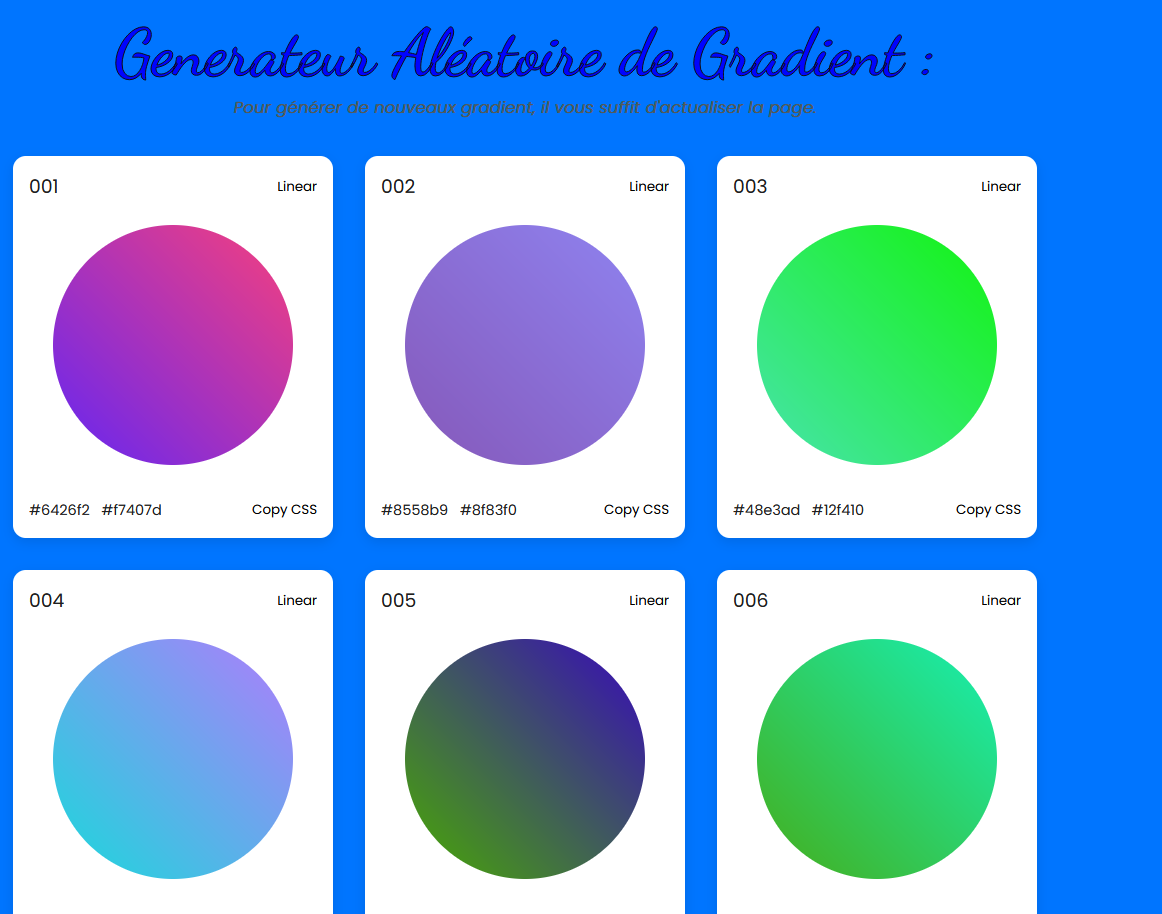 Generateur Aléatoire de Gradient :
Pour générer de nouveaux gradient, il vous suffit d'actualiser la page.
001 Linear
002 Linear
003 Linear
#6426f2 #f7407d Copy CSS
#8558b9 #8f83f0 Copy CSS
#48e3ad #12f410 Copy CSS
004 Linear
005 Linear
006 Linear